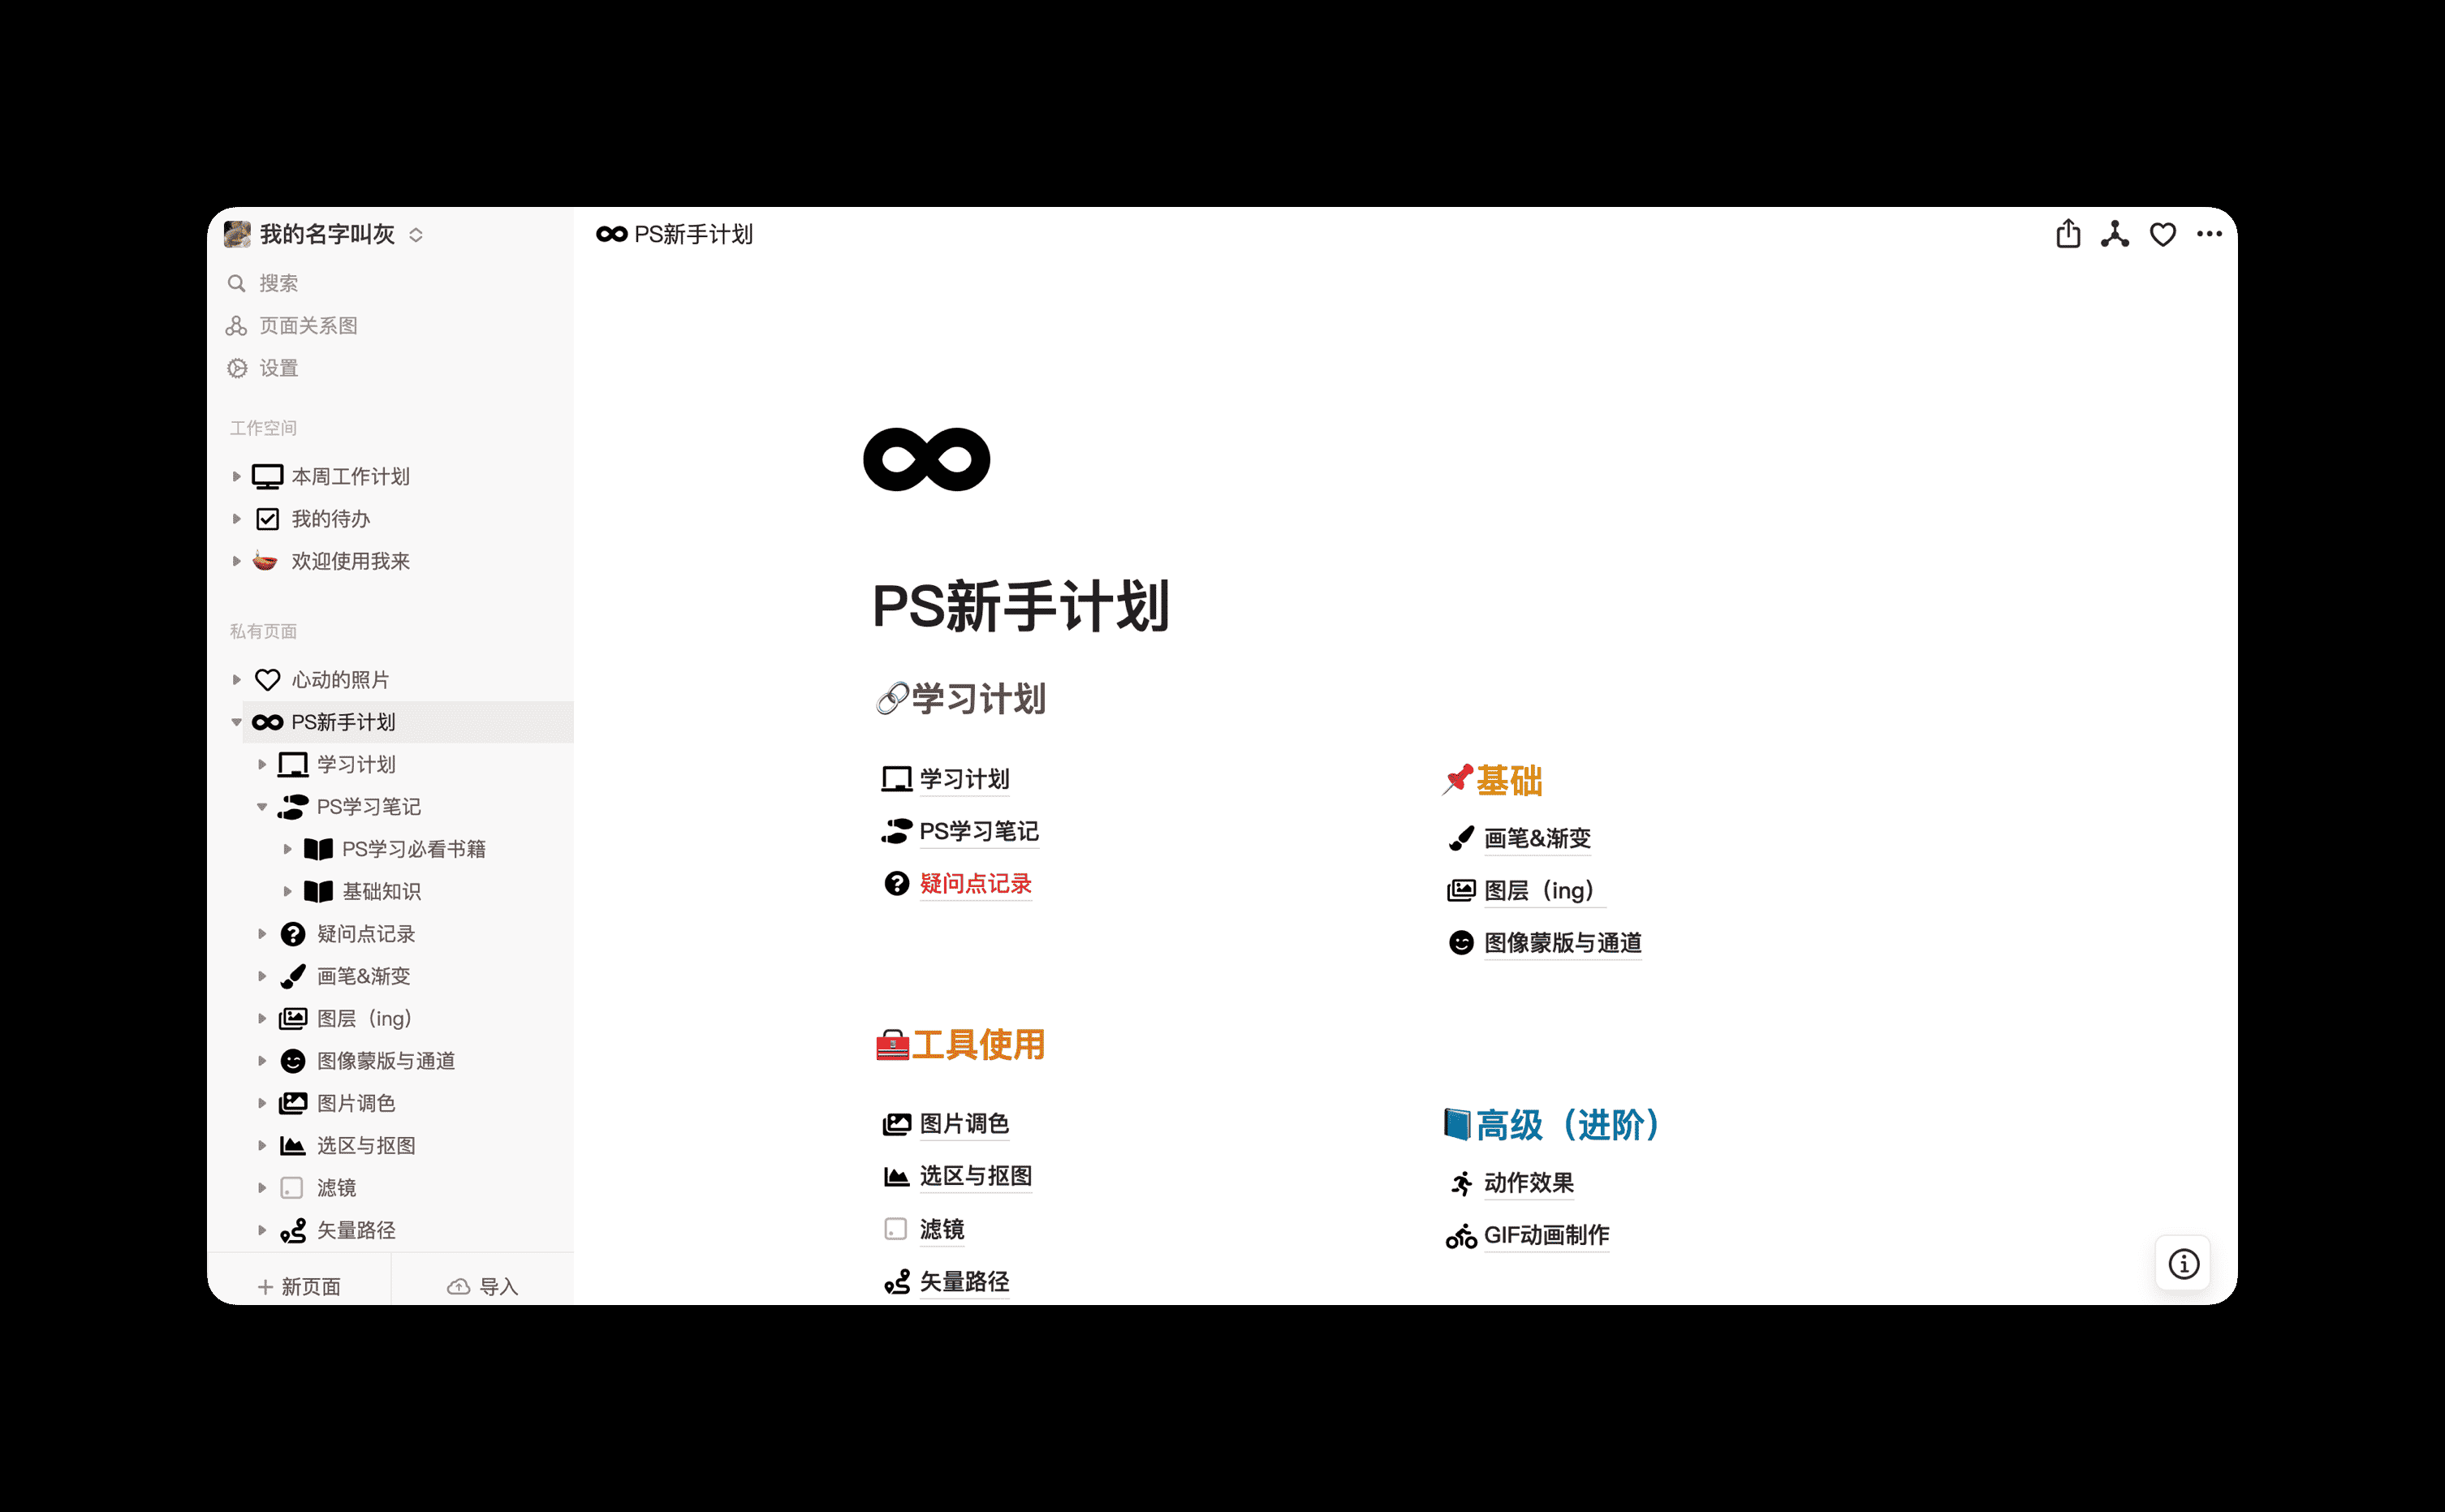 我的名字叫灰
搜索
页面关系图
设置
工作空间
本周工作计划
我的待办
欢迎使用我来
私有页面
心动的照片
PS新手计划
学习计划
PS学习笔记
PS学习必看书籍
基础知识
疑问点记录
画笔&渐变
图层（ing）
图像蒙版与通道
图片调色
选区与抠图
滤镜
矢量路径
新页面
导入
PS新手计划
PS新手计划
学习计划
学习计划
PS学习笔记
疑问点记录
基础
画笔&渐变
图层（ing）
图像蒙版与通道
工具使用
图片调色
选区与抠图
滤镜
矢量路径
高级（进阶）
动作效果
GIF动画制作